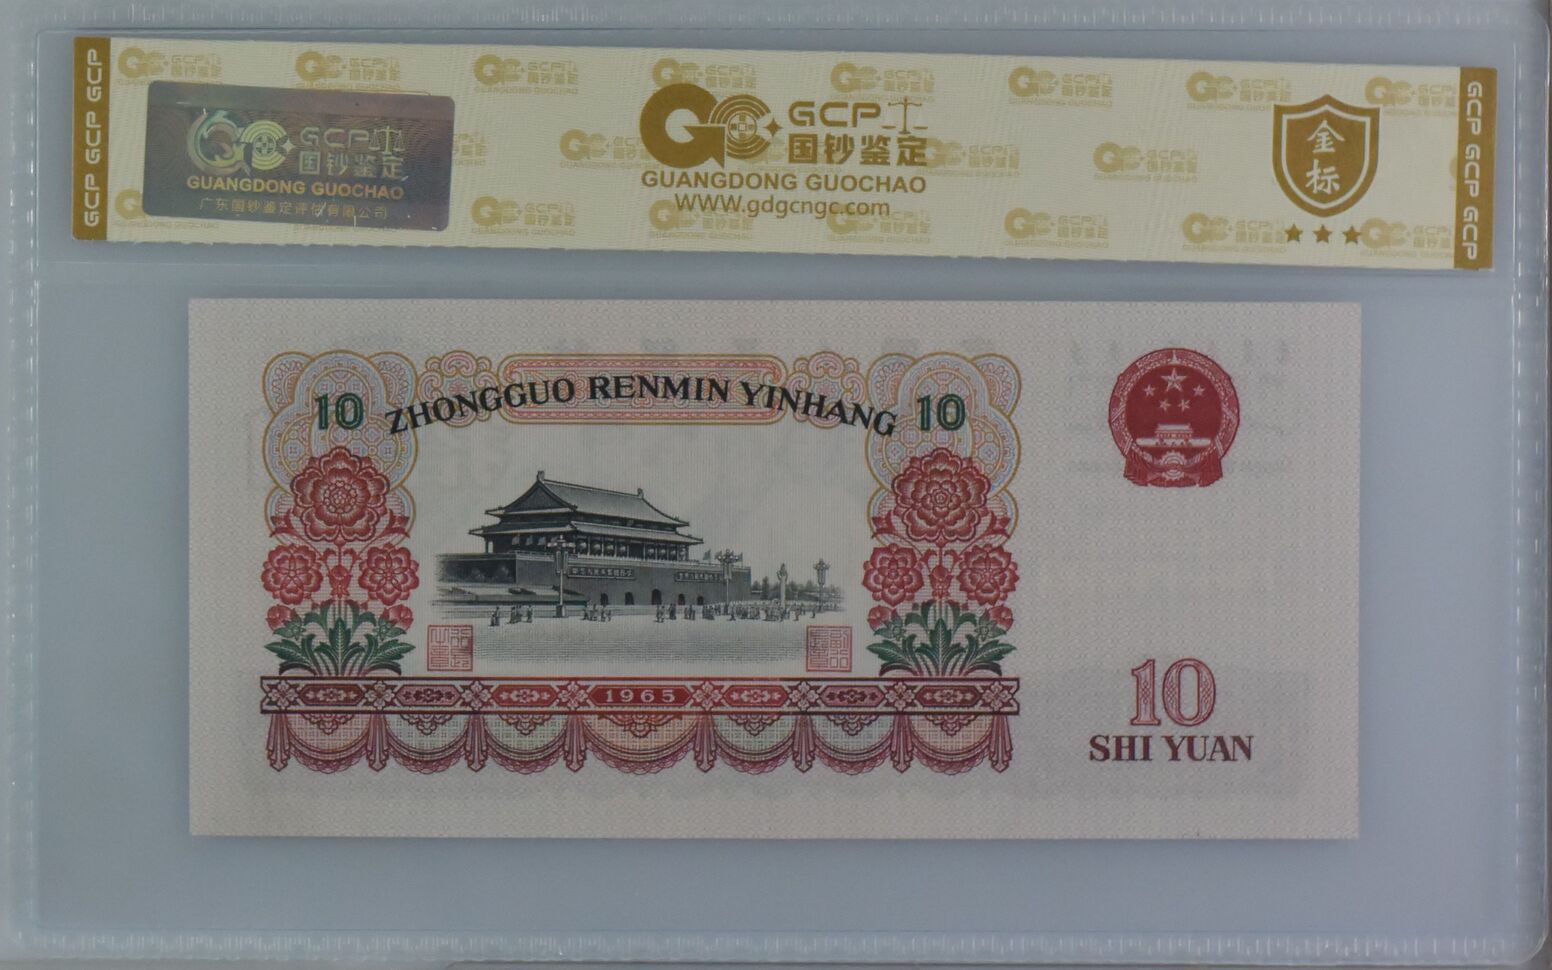 GCP GCP GCP
GCP
国钞鉴定
GUANGDONG GUOCHAO
广东国钞鉴定评估有限公司
GCP
国钞鉴定
GUANGDONG GUOCHAO
WWW.gdgcngc.com
金标
GCP GCP GCP
10 ZHONGGUO RENMIN YINHANG 10
1965
10
SHI YUAN